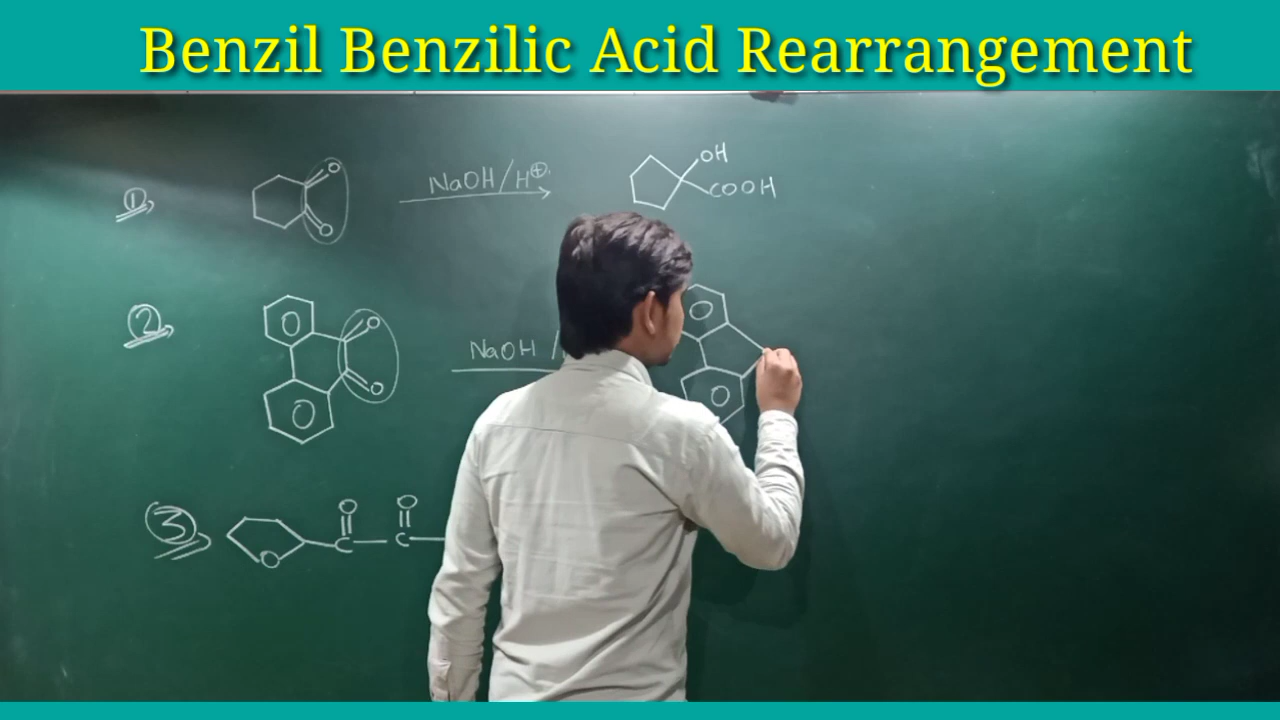 Benzil Benzilic Acid Rearrangement
①
O
O
NaOH/H⊕
OH
COOH
②
O
O
O
O
NaOH /
O
O
③
O
O O
C C